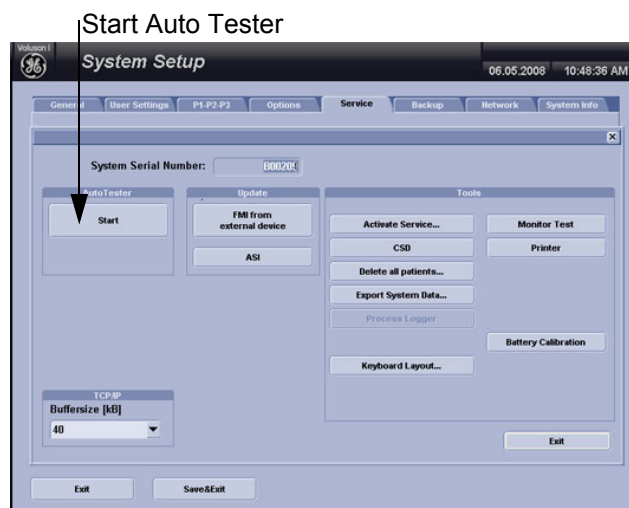 Start Auto Tester
Voluson i
System Setup
06.05.2008 10:48:36 AM
General User Settings P1-P2-P3 Options Service Backup Network System Info
System Serial Number: B00209
AutoTester Update Tools
Start FMI from external device Activate Service... Monitor Test
ASI CSD Printer
Delete all patients...
Export System Data...
Process Logger
Battery Calibration
Keyboard Layout...
TCP/IP
Buffersize [kB]
40
Exit
Exit Save&Exit